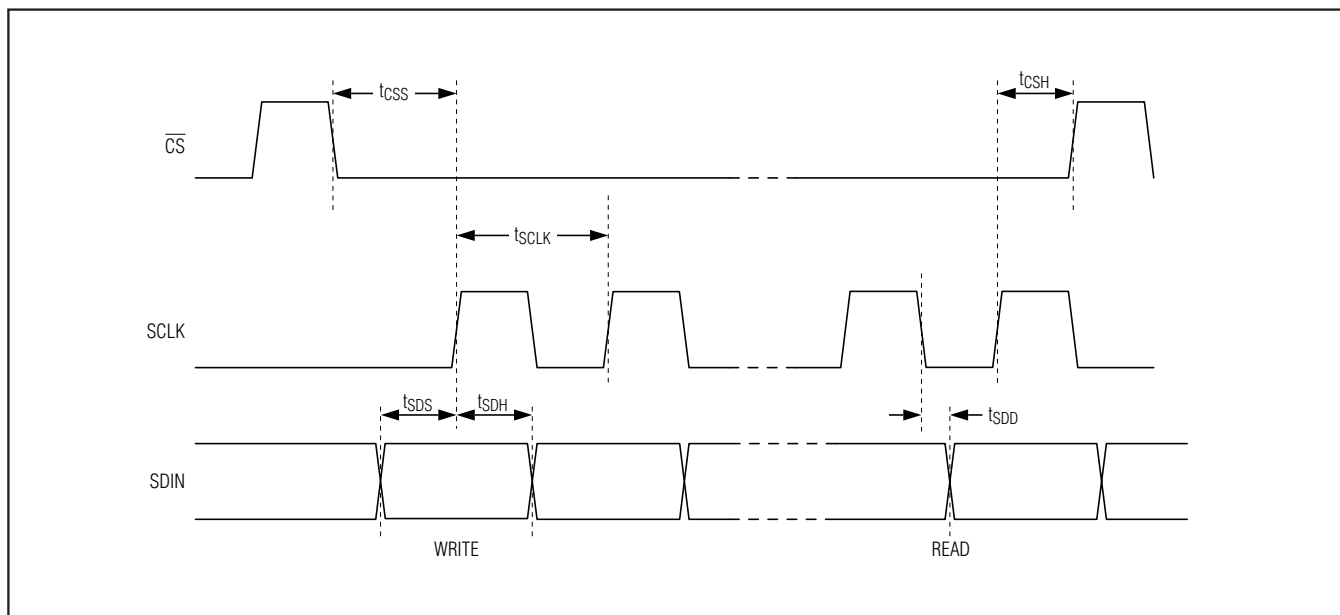 tCSS
tCSH
CS
tSCLK
SCLK
tSDS
tSDH
tSDD
SDIN
WRITE
READ